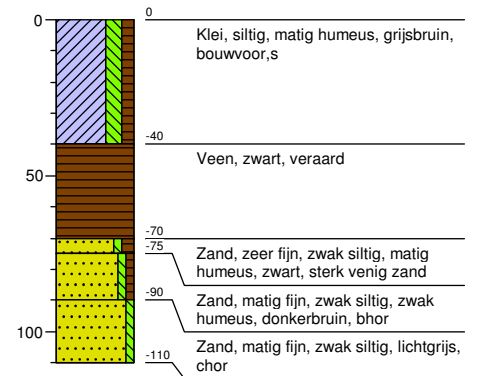 0
0
Klei, siltig, matig humeus, grijsbruin,
bouwvoor,s
-40
Veen, zwart, veraard
50
-70
-75
Zand, zeer fijn, zwak siltig, matig
humeus, zwart, sterk venig zand
-90
Zand, matig fijn, zwak siltig, zwak
humeus, donkerbruin, bhor
100
-110
Zand, matig fijn, zwak siltig, lichtgrijs,
chor